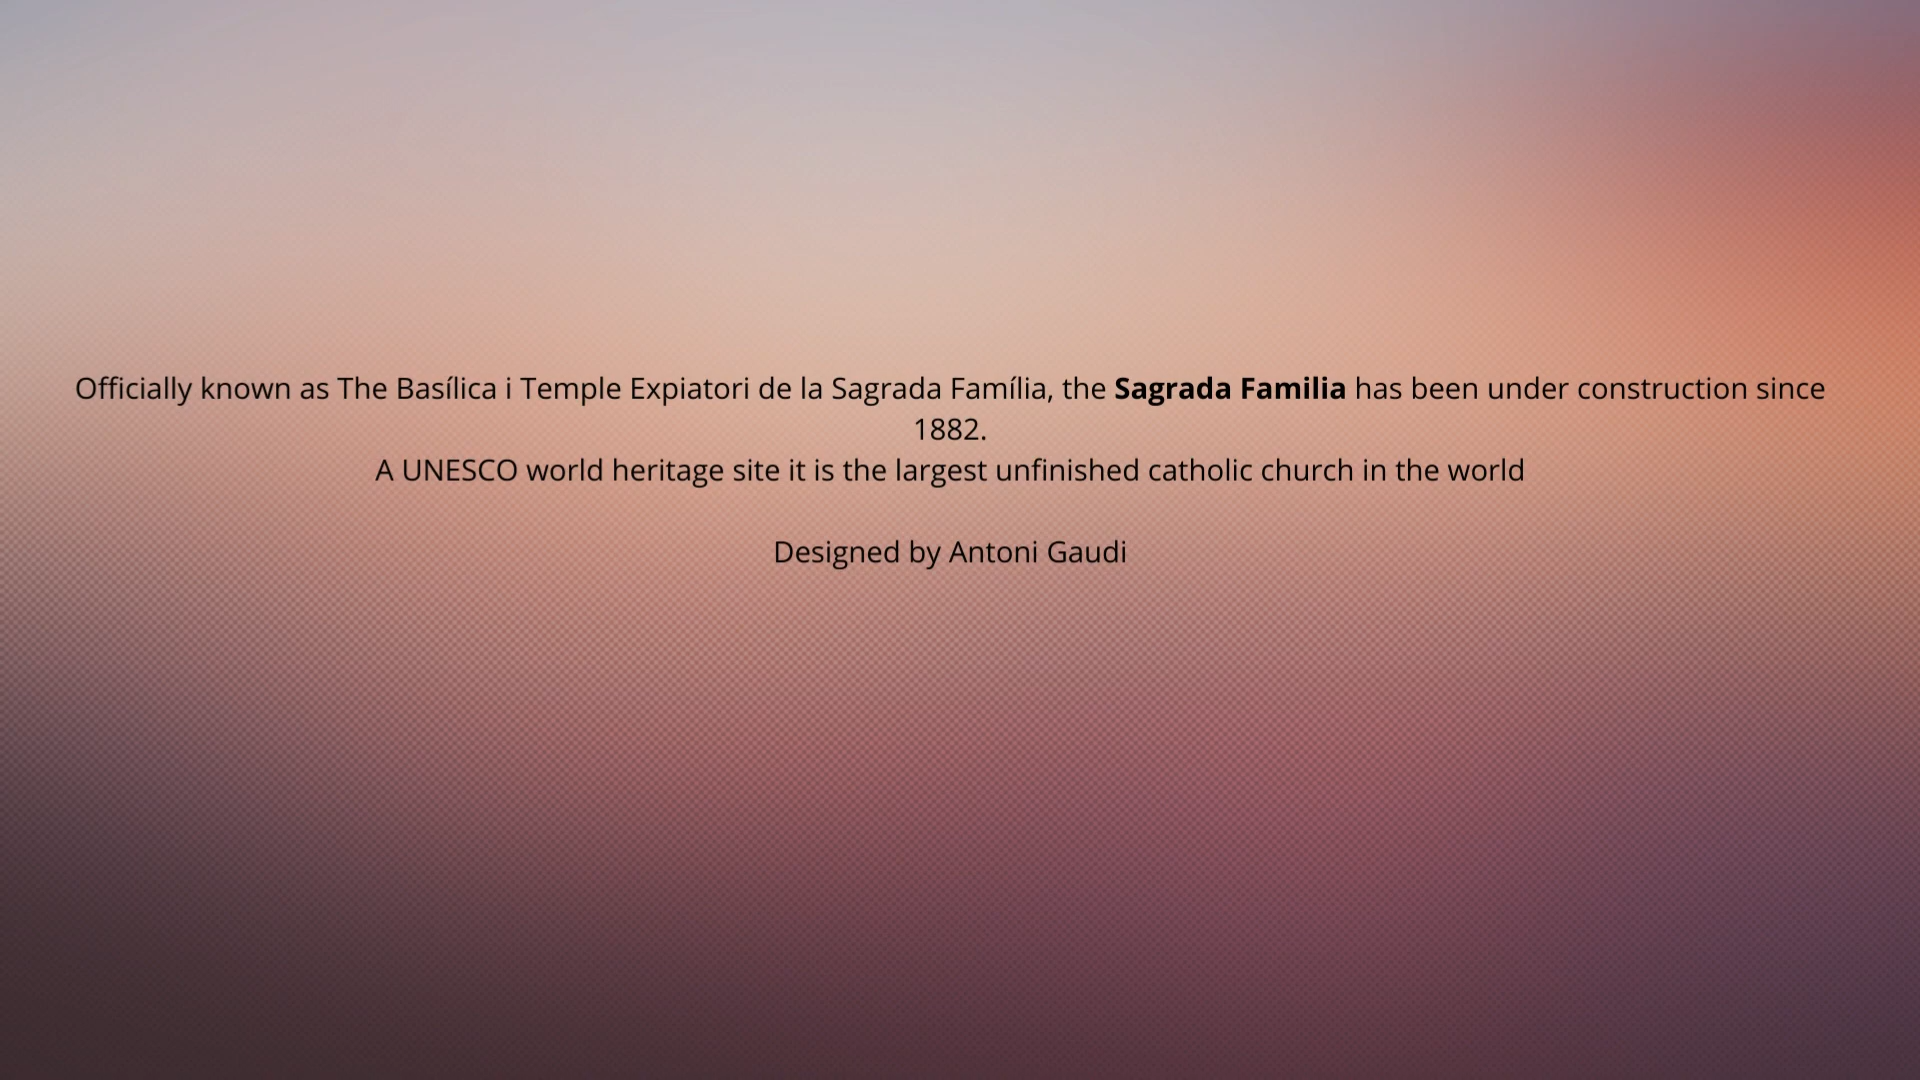 Officially known as The Basílica i Temple Expiatori de la Sagrada Família, the Sagrada Familia has been under construction since
1882.
A UNESCO world heritage site it is the largest unfinished catholic church in the world
Designed by Antoni Gaudi